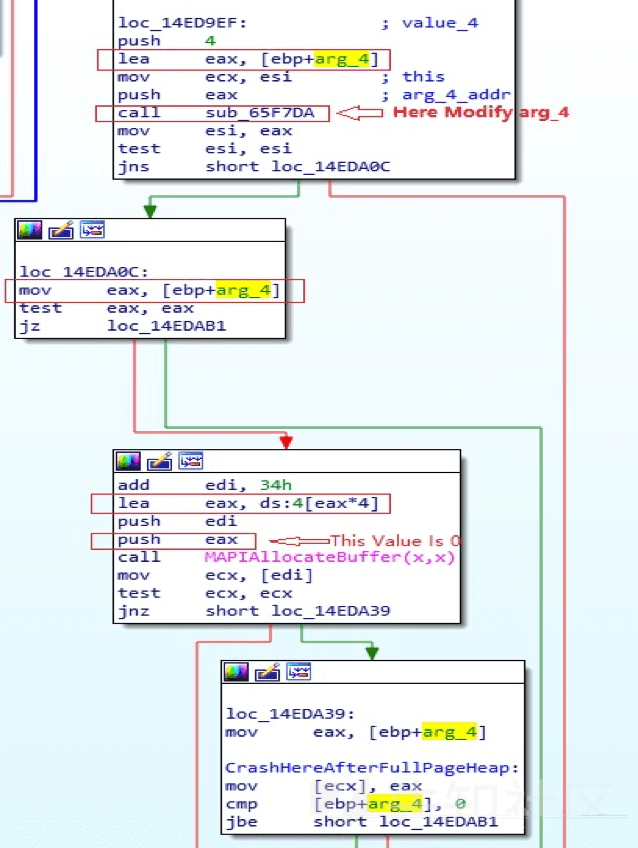 loc_14ED9EF: ; value_4
push 4
lea eax, [ebp+arg_4]
mov ecx, esi ; this
push eax ; arg_4_addr
call sub_65F7DA Here Modify arg_4
mov esi, eax
test esi, esi
jns short loc_14EDA0C
loc_14EDA0C:
mov eax, [ebp+arg_4]
test eax, eax
jz loc_14EDAB1
add edi, 34h
lea eax, ds:4[eax*4]
push edi
push eax This Value Is 0
call MAPIAllocateBuffer(x,x)
mov ecx, [edi]
test ecx, ecx
jnz short loc_14EDA39
loc_14EDA39:
mov eax, [ebp+arg_4]
CrashHereAfterFullPageHeap:
mov [ecx], eax
cmp [ebp+arg_4], 0
jbe short loc_14EDAB1